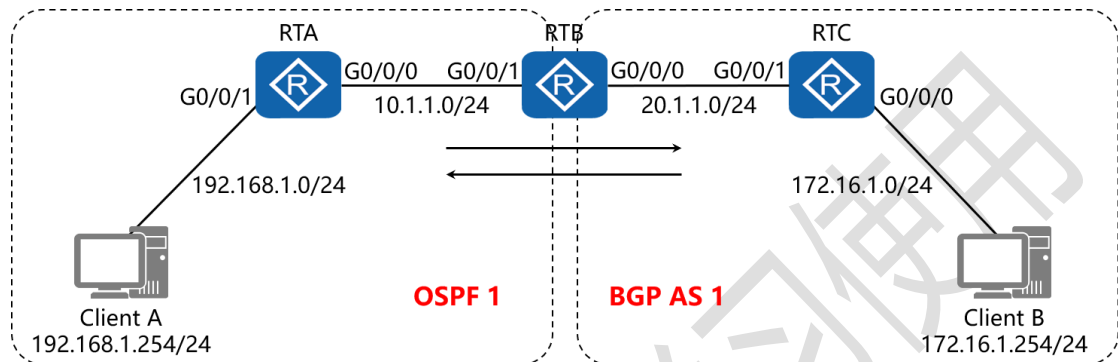 RTA
RTB
RTC
G0/0/0
G0/0/1
G0/0/0
G0/0/1
G0/0/1
10.1.1.0/24
20.1.1.0/24
G0/0/0
192.168.1.0/24
172.16.1.0/24
R
R
R
OSPF 1
BGP AS 1
Client A
192.168.1.254/24
Client B
172.16.1.254/24
使用